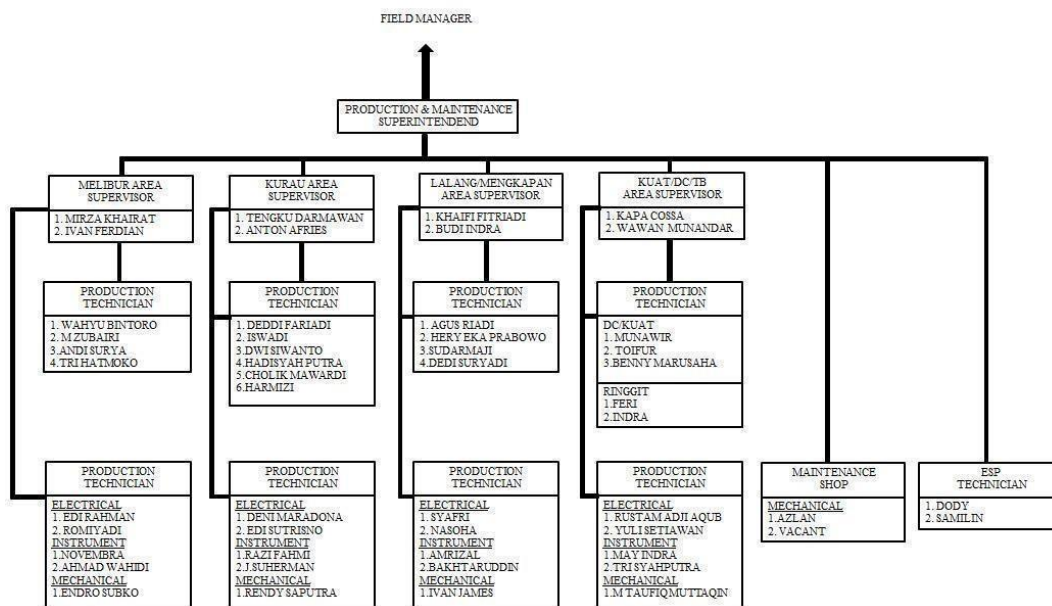 FIELD MANAGER
PRODUCTION & MAINTENANCE
SUPERINTENDEND
MELIBUR AREA
SUPERVISOR
1. MIRZA KHAIRAT
2. IVAN FERDIAN
KURAU AREA
SUPERVISOR
1. TENGKU DARMAWAN
2. ANTON AFRIES
LALANG/MENGKAPAN
AREA SUPERVISOR
1. KHAIFI FITRIADI
2. BUDI INDRA
KUAT/DC/TB
AREA SUPERVISOR
1. KAPA COSSA
2. WAWAN MUNANDAR
PRODUCTION
TECHNICIAN
1. WAHYU BINTORO
2. M ZUBAIRI
3.ANDI SURYA
4.TRI HATMOKO
PRODUCTION
TECHNICIAN
1. DEDDI FARIADI
2. ISWADI
3.DWI SIWANTO
4.HADISYAH PUTRA
5.CHOLIK MAWARDI
6.HARMIZI
PRODUCTION
TECHNICIAN
1. AGUS RIADI
2. HERY EKA PRABOWO
3.SUDARMAJI
4.DEDI SURYADI
PRODUCTION
TECHNICIAN
DC/KUAT
1. MUNAWIR
2. TOIFUR
3.BENNY MARUSAHA
RINGGIT
1.FERI
2.INDRA
PRODUCTION
TECHNICIAN
ELECTRICAL
1. EDI RAHMAN
2. ROMIYADI
INSTRUMENT
1.NOVEMBRA
2.AHMAD WAHIDI
MECHANICAL
1.ENDRO SUBKO
PRODUCTION
TECHNICIAN
ELECTRICAL
1. DENI MARADONA
2. EDI SUTRISNO
INSTRUMENT
1.RAZI FAHMI
2.J.SUHERMAN
MECHANICAL
1.RENDY SAPUTRA
PRODUCTION
TECHNICIAN
ELECTRICAL
1. SYAFRI
2. NASOHA
INSTRUMENT
1.AMRIZAL
2.BAKHTARUDDIN
MECHANICAL
1.IVAN JAMES
PRODUCTION
TECHNICIAN
ELECTRICAL
1. RUSTAM ADJI AQUB
2. YULI SETIAWAN
INSTRUMENT
1.MAY INDRA
2.TRI SYAHPUTRA
MECHANICAL
1.M TAUFIQ MUTTAQIN
MAINTENANCE
SHOP
MECHANICAL
1.AZLAN
2. VACANT
ESP
TECHNICIAN
1. DODY
2. SAMILIN